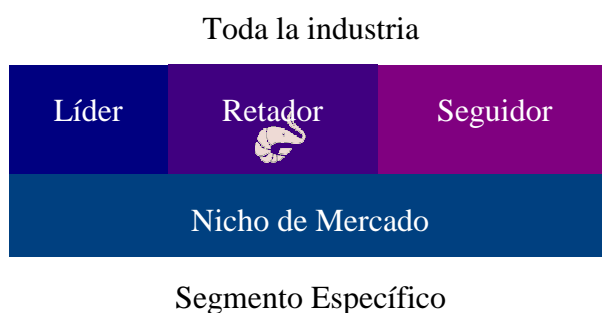 Toda la industria
Líder Retador Seguidor
Nicho de Mercado
Segmento Específico